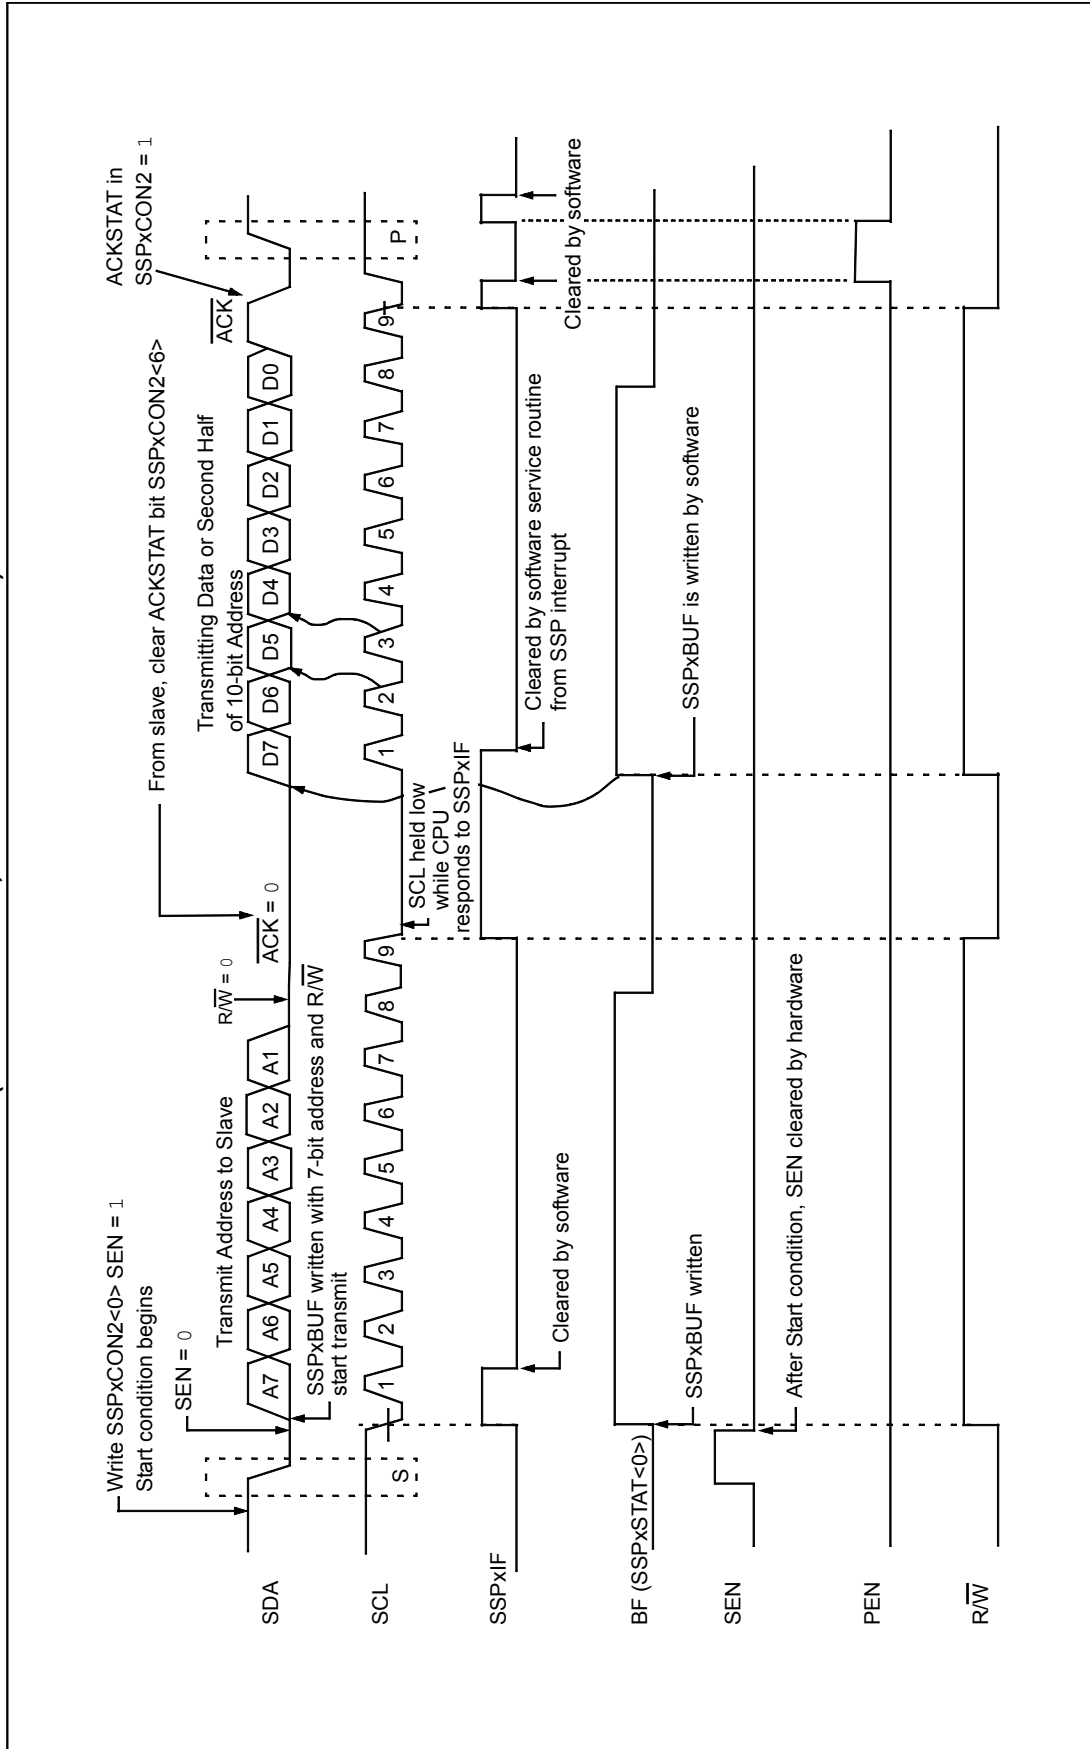 Write SSPxCON2<0> SEN = 1
Start condition begins
SEN = 0
Transmit Address to Slave
SSPxBUF written with 7-bit address and R/W
start transmit
R/W = 0
ACK = 0
From slave, clear ACKSTAT bit SSPxCON2<6>
Transmitting Data or Second Half
of 10-bit Address
ACK
ACKSTAT in
SSPxCON2 = 1
SDA
A7 A6 A5 A4 A3 A2 A1
D7 D6 D5 D4 D3 D2 D1 D0
SCL
S
1 2 3 4 5 6 7 8 9
1 2 3 4 5 6 7 8 9
P
SCL held low
while CPU
responds to SSPxIF
SSPxIF
Cleared by software
Cleared by software service routine
from SSP interrupt
Cleared by software
BF (SSPxSTAT<0>)
SSPxBUF written
SSPxBUF is written by software
SEN
After Start condition, SEN cleared by hardware
PEN
R/W